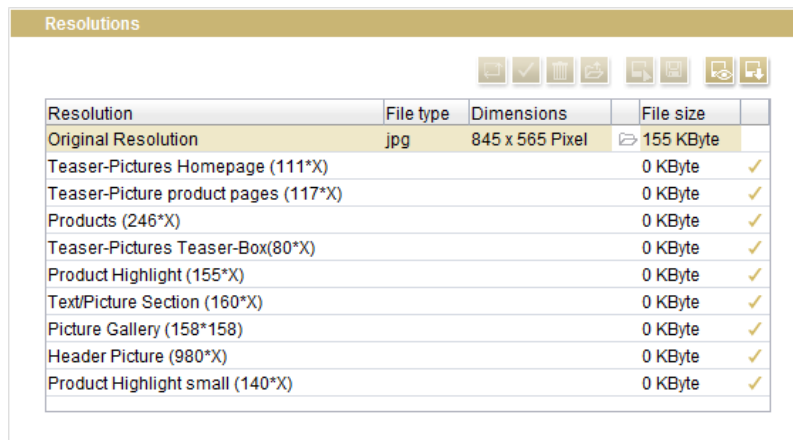 Resolutions
Resolution File type Dimensions File size
Original Resolution jpg 845 x 565 Pixel 155 KByte
Teaser-Pictures Homepage (111*X) 0 KByte
Teaser-Picture product pages (117*X) 0 KByte
Products (246*X) 0 KByte
Teaser-Pictures Teaser-Box(80*X) 0 KByte
Product Highlight (155*X) 0 KByte
Text/Picture Section (160*X) 0 KByte
Picture Gallery (158*158) 0 KByte
Header Picture (980*X) 0 KByte
Product Highlight small (140*X) 0 KByte